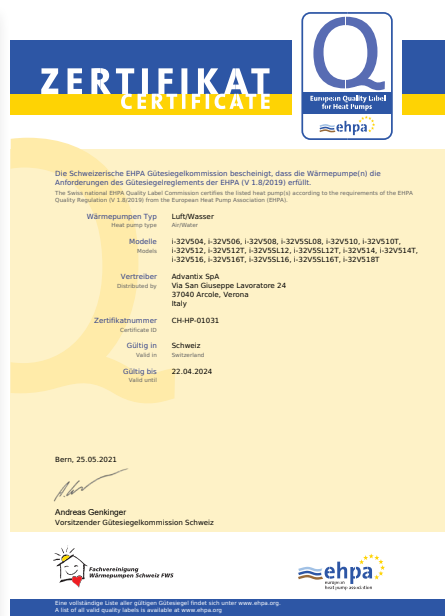 ZERTIFIKAT
CERTIFICATE
Q
European Quality Label
for Heat Pumps
ehpa
Die Schweizerische EHPA Gütesiegelkommission bescheinigt, dass die Wärmepumpe(n) die
Anforderungen des Gütesiegelreglements der EHPA (V 1.8/2019) erfüllt.
The Swiss national EHPA Quality Label Commission certifies the listed heat pump(s) according to the requirements of the EHPA
Quality Regulation (V 1.8/2019) from the European Heat Pump Association (EHPA).
Wärmepumpen Typ Luft/Wasser
Heat pump type Air/Water
Modelle i-32V504, i-32V506, i-32V508, i-32V5SL08, i-32V510, i-32V510T,
Models i-32V512, i-32V512T, i-32V5SL12, i-32V5SL12T, i-32V514, i-32V514T,
i-32V516, i-32V516T, i-32V5SL16, i-32V5SL16T, i-32V518T
Vertreiber Advantix SpA
Distributed by Via San Giuseppe Lavoratore 24
37040 Arcole, Verona
Italy
Zertifikatnummer CH-HP-01031
Certificate ID
Gültig in Schweiz
Valid in Switzerland
Gültig bis 22.04.2024
Valid until
Bern, 25.05.2021
Andreas Genkinger
Vorsitzender Gütesiegelkommission Schweiz
Fachvereinigung
Wärmepumpen Schweiz FWS
ehpa
european
heat pump association
Eine vollständige Liste aller gültigen Gütesiegel findet sich unter www.ehpa.org.
A list of all valid quality labels is available at www.ehpa.org